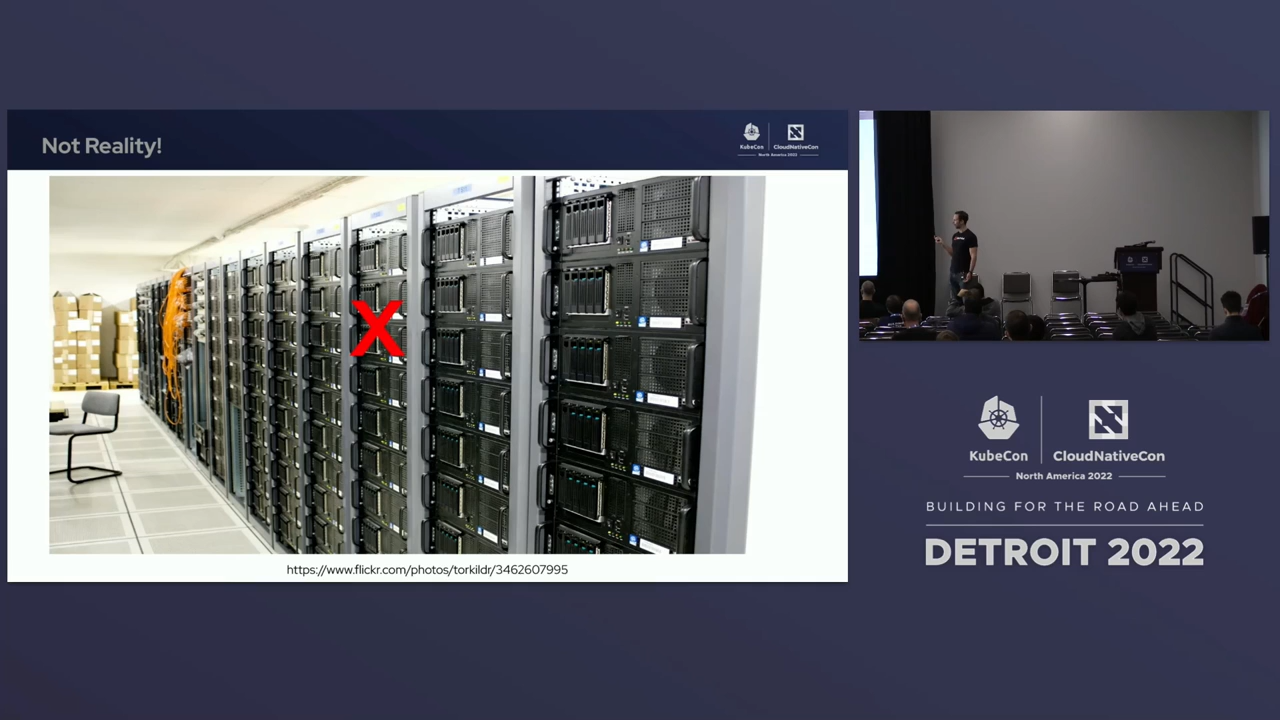 Not Reality!
KubeCon
CloudNativeCon
North America 2022
X
https://www.flickr.com/photos/torkildr/3462607995
KubeCon
CloudNativeCon
North America 2022
BUILDING FOR THE ROAD AHEAD
DETROIT 2022